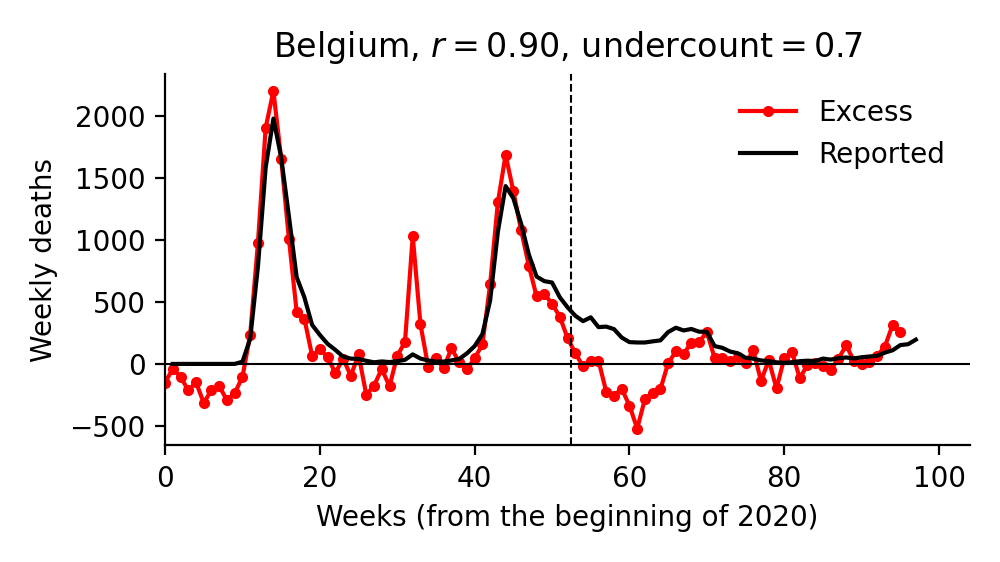 Belgium, r = 0.90, undercount = 0.7
Excess
Reported
Weekly deaths
2000
1500
1000
500
0
−500
0 20 40 60 80 100
Weeks (from the beginning of 2020)